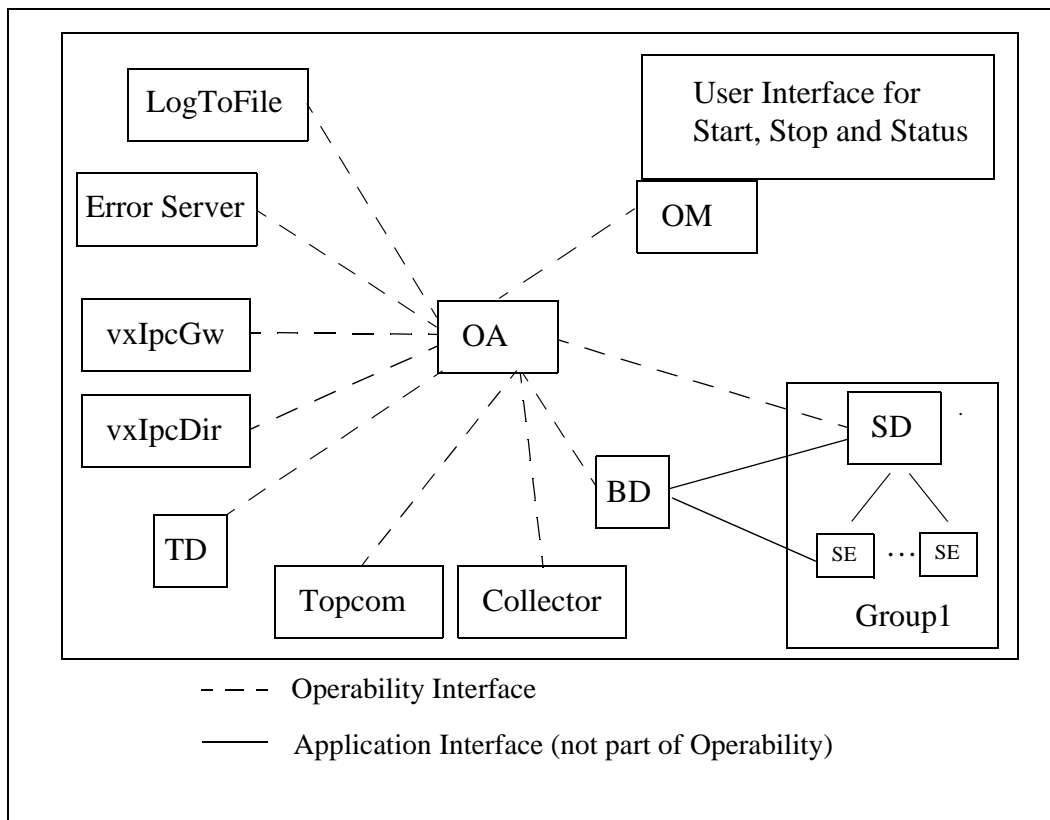 LogToFile
User Interface for
Start, Stop and Status
Error Server
OM
vxIpcGw
OA
vxIpcDir
SD
BD
TD
SE
...
SE
Topcom
Collector
Group1
Operability Interface
Application Interface (not part of Operability)